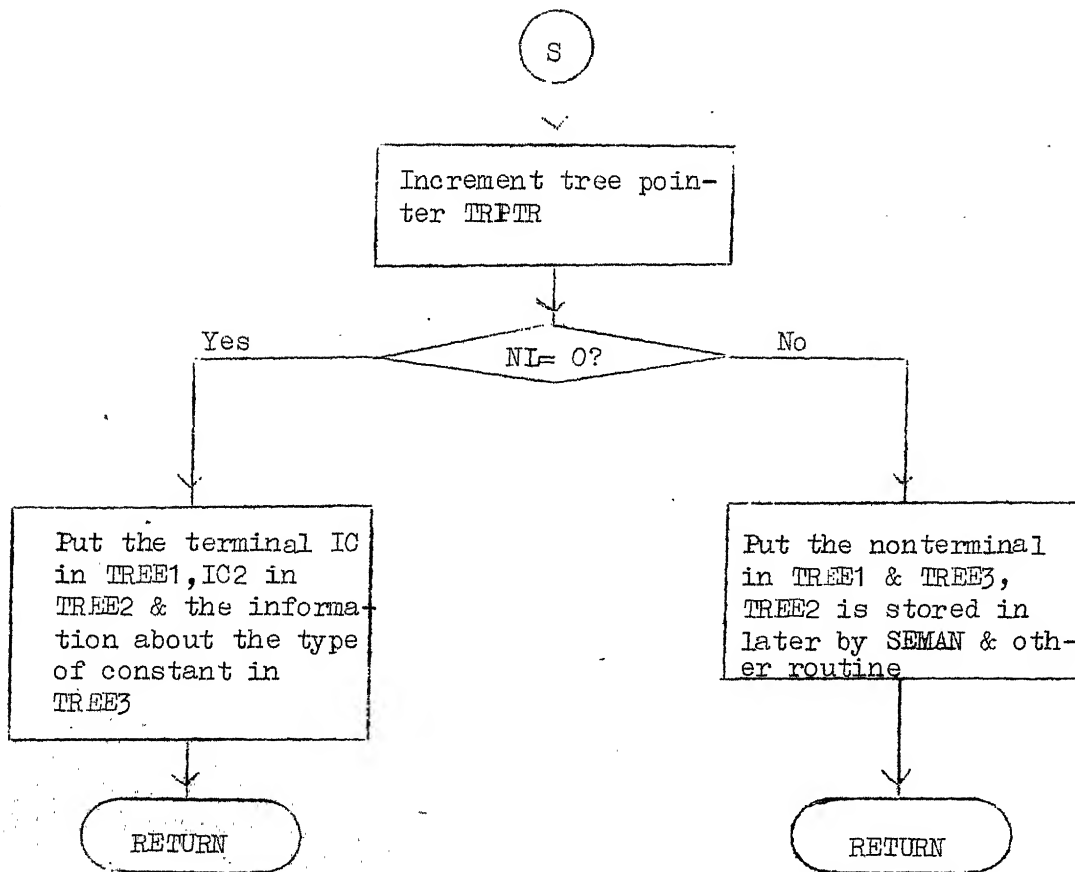 S
Increment tree poin-
ter TRPTR
Yes
NI= 0?
No
Put the terminal IC
in TREE1,IC2 in
TREE2 & the informa-
tion about the type
of constant in
TREE3
Put the nonterminal
in TREE1 & TREE3,
TREE2 is stored in
later by SEMAN & oth-
er routine
RETURN
RETURN